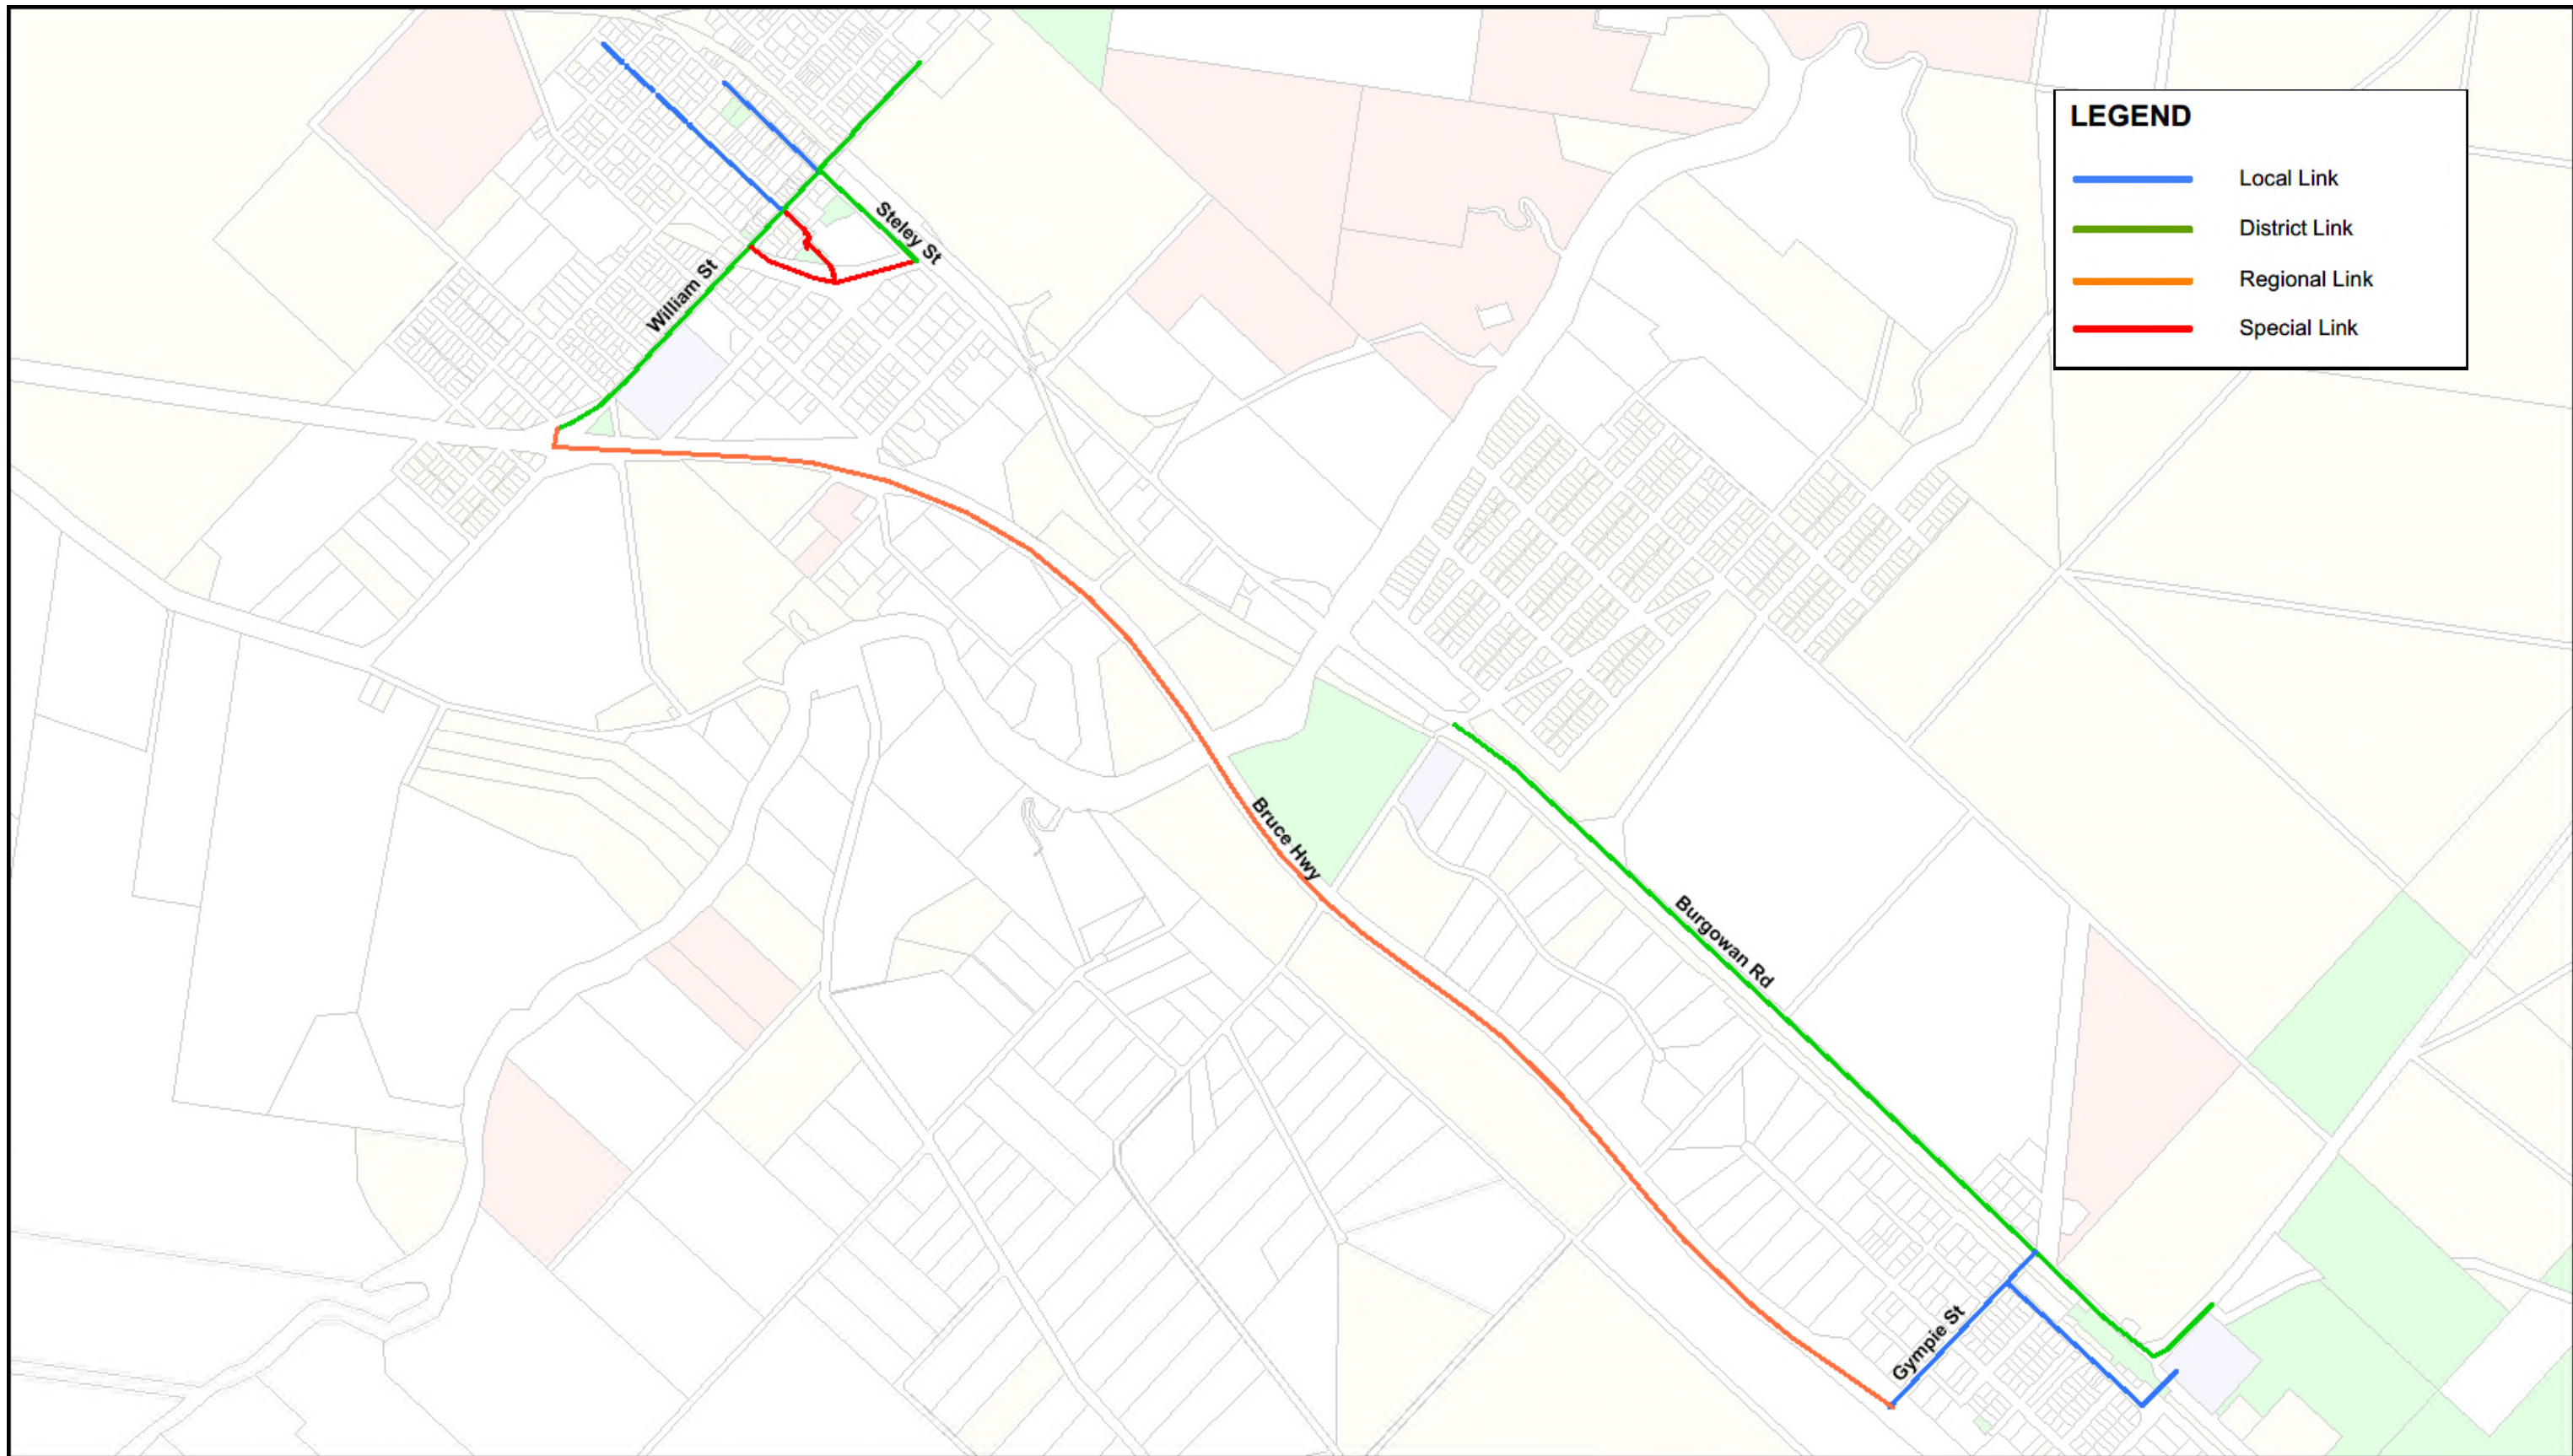 LEGEND
Local Link
District Link
Regional Link
Special Link
Steley St
William St
Bruce Hwy
Burgowan Rd
Gympie St